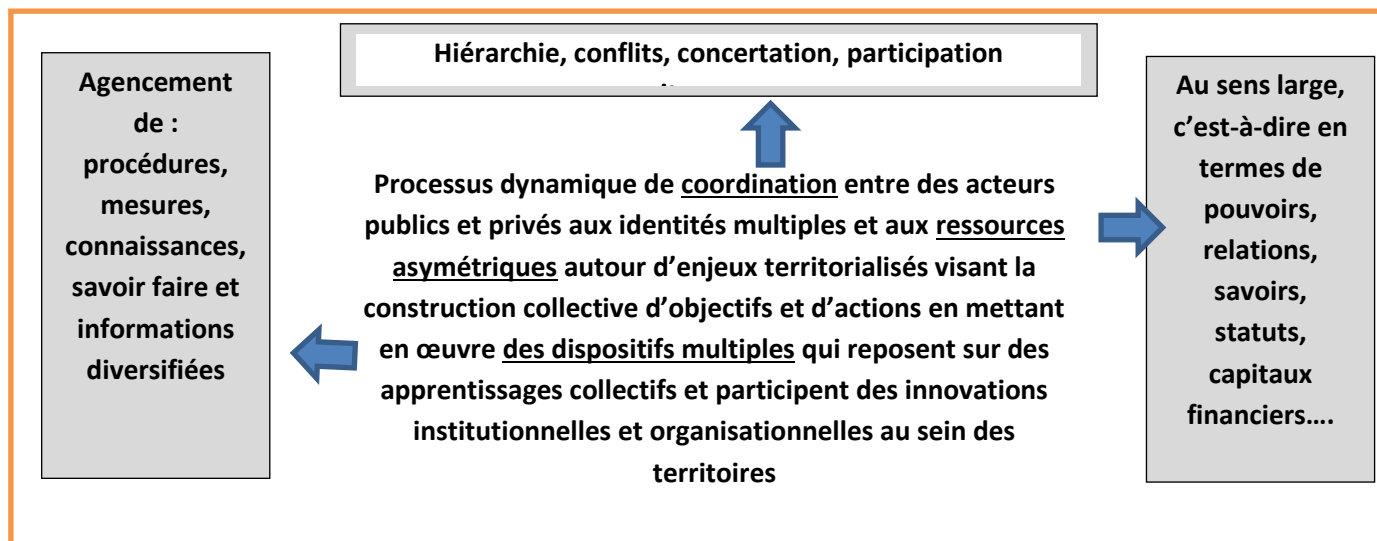 Hiérarchie, conflits, concertation, participation
Agencement
de :
procédures,
mesures,
connaissances,
savoir faire et
informations
diversifiées
Processus dynamique de coordination entre des acteurs
publics et privés aux identités multiples et aux ressources
asymétriques autour d’enjeux territorialisés visant la
construction collective d’objectifs et d’actions en mettant
en œuvre des dispositifs multiples qui reposent sur des
apprentissages collectifs et participent des innovations
institutionnelles et organisationnelles au sein des
territoires
Au sens large,
c’est-à-dire en
termes de
pouvoirs,
relations,
savoirs,
statuts,
capitaux
financiers….